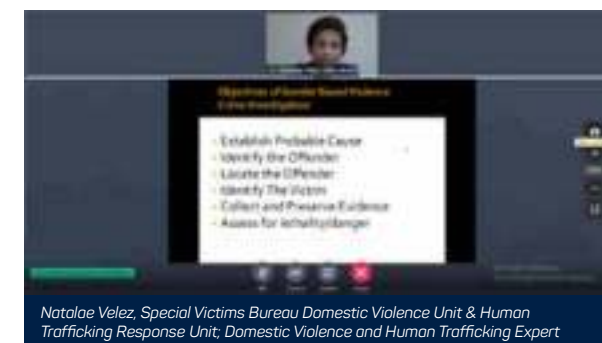 Objectives of Gender Based Violence
Crime Investigations
- Establish Probable Cause
- Identify the Offender
- Locate the Offender
- Identify The Victim
- Collect and Preserve Evidence
- Assess for lethality/danger
Natalae Velez, Special Victims Bureau Domestic Violence Unit & Human
Trafficking Response Unit; Domestic Violence and Human Trafficking Expert